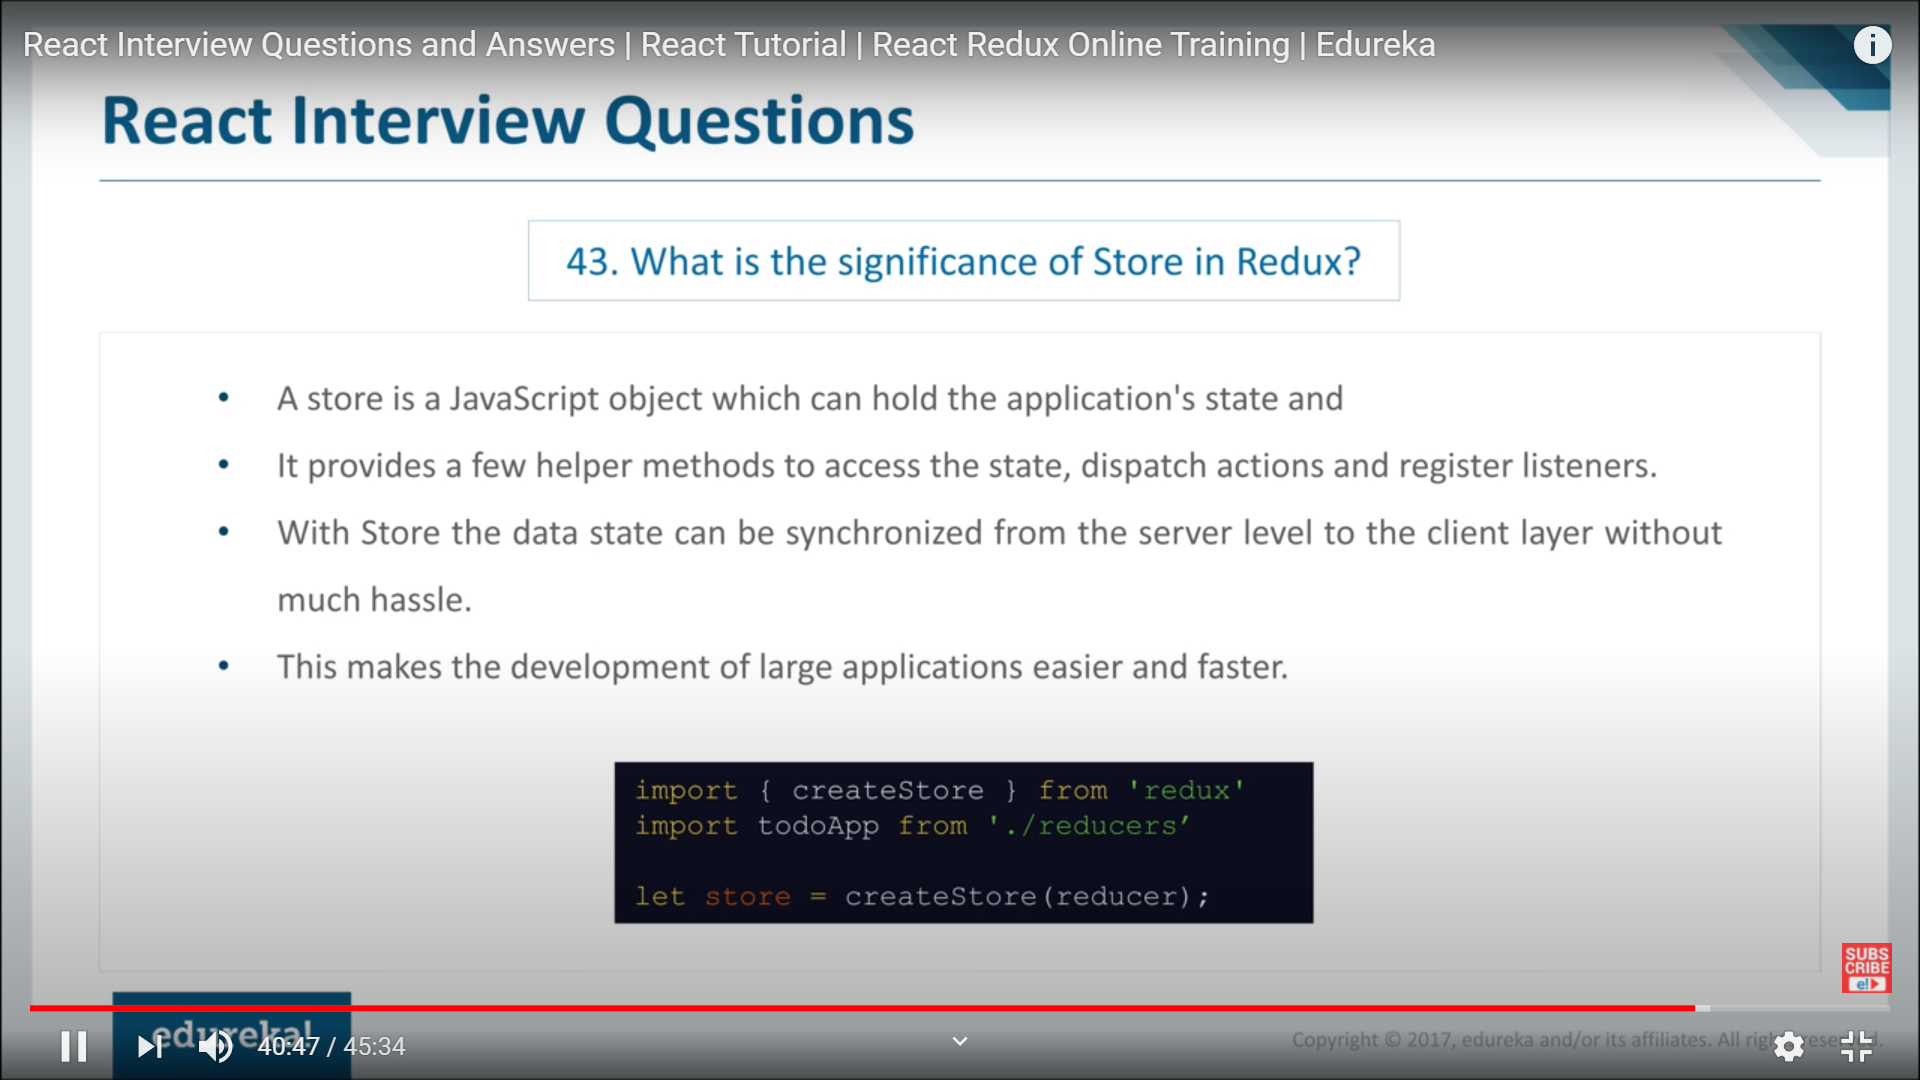 React Interview Questions and Answers | React Tutorial | React Redux Online Training | Edureka
React Interview Questions
43. What is the significance of Store in Redux?
• A store is a JavaScript object which can hold the application's state and
• It provides a few helper methods to access the state, dispatch actions and register listeners.
• With Store the data state can be synchronized from the server level to the client layer without
much hassle.
• This makes the development of large applications easier and faster.
import { createStore } from 'redux'
import todoApp from './reducers’
let store = createStore(reducer);
SUBS
CRIBE
e!
edureka!
40:47 / 45:34
Copyright © 2017, edureka and/or its affiliates. All rights reserved.